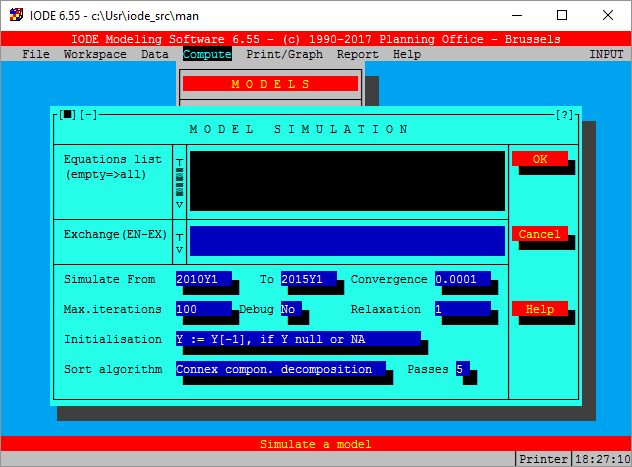 IODE 6.55 - c:\Usr\iode_src\man
IODE Modeling Software 6.55 - (c) 1990-2017 Planning Office - Brussels
File Workspace Data Compute Print/Graph Report Help INPUT
M O D E L S
[■][-] [?]
M O D E L S I M U L A T I O N
Equations list
(empty=>all)
OK
Exchange(EN-EX) Cancel
Simulate From 2010Y1 To 2015Y1 Convergence 0.0001
Max.iterations 100 Debug No Relaxation 1 Help
Initialisation Y := Y[-1], if Y null or NA
Sort algorithm Connex compon. decomposition Passes 5
Simulate a model
Printer 18:27:10